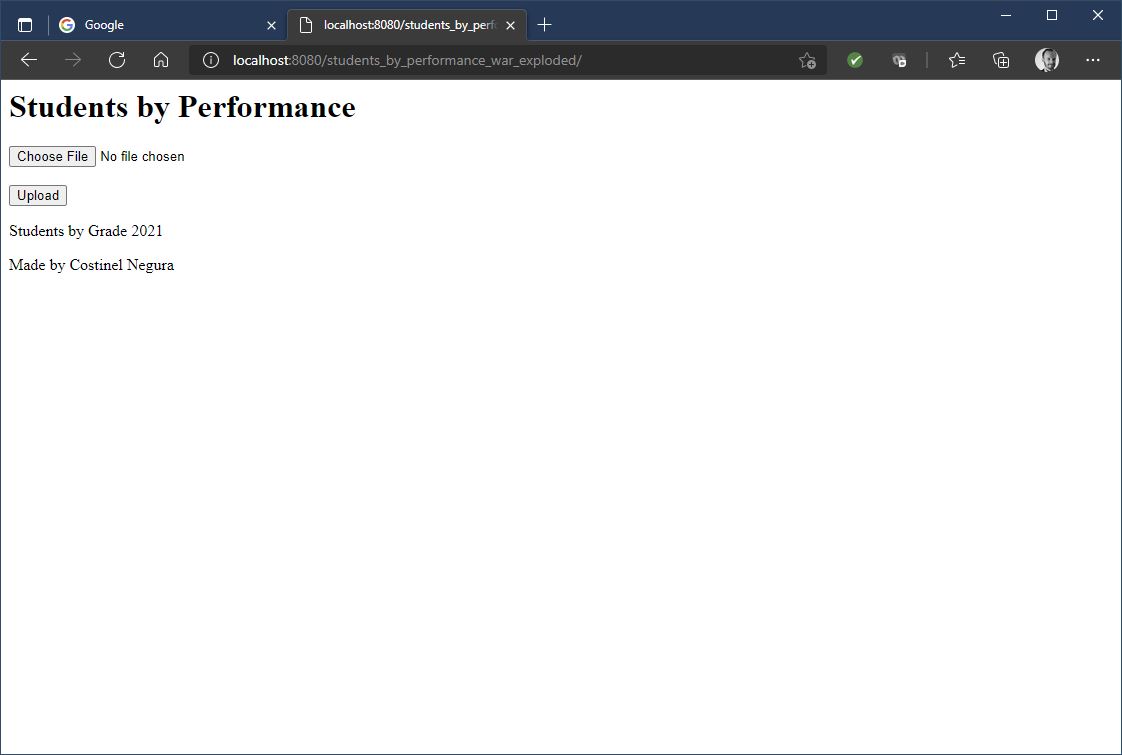 Google
localhost:8080/students_by_perf
localhost:8080/students_by_performance_war_exploded/
Students by Performance
Choose File No file chosen
Upload
Students by Grade 2021
Made by Costinel Negura